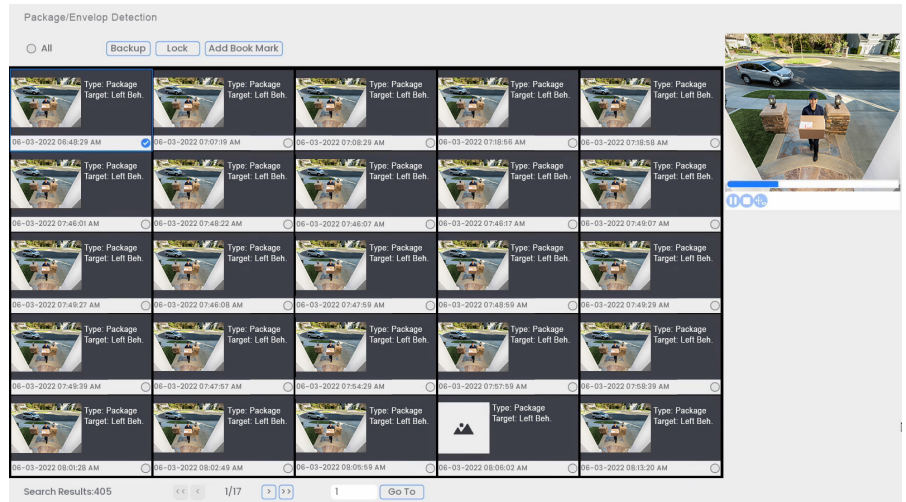 Package/Envelop Detection
All Backup Lock Add Book Mark
Type: Package Type: Package Type: Package Type: Package Type: Package
Target: Left Beh. Target: Left Beh. Target: Left Beh. Target: Left Beh. Target: Left Beh.
06-03-2022 06:48:29 AM 06-03-2022 07:07:19 AM 06-03-2022 07:08:29 AM 06-03-2022 07:18:56 AM 06-03-2022 07:18:58 AM
Type: Package Type: Package Type: Package Type: Package Type: Package
Target: Left Beh. Target: Left Beh. Target: Left Beh. Target: Left Beh. Target: Left Beh.
06-03-2022 07:46:01 AM 06-03-2022 07:48:22 AM 06-03-2022 07:46:07 AM 06-03-2022 07:46:17 AM 06-03-2022 07:49:07 AM
Type: Package Type: Package Type: Package Type: Package Type: Package
Target: Left Beh. Target: Left Beh. Target: Left Beh. Target: Left Beh. Target: Left Beh.
06-03-2022 07:49:27 AM 06-03-2022 07:46:08 AM 06-03-2022 07:47:59 AM 06-03-2022 07:48:59 AM 06-03-2022 07:49:29 AM
Type: Package Type: Package Type: Package Type: Package Type: Package
Target: Left Beh. Target: Left Beh. Target: Left Beh. Target: Left Beh. Target: Left Beh.
06-03-2022 07:49:39 AM 06-03-2022 07:47:57 AM 06-03-2022 07:54:29 AM 06-03-2022 07:57:59 AM 06-03-2022 07:58:39 AM
Type: Package Type: Package Type: Package Type: Package Type: Package
Target: Left Beh. Target: Left Beh. Target: Left Beh. Target: Left Beh. Target: Left Beh.
06-03-2022 08:01:28 AM 06-03-2022 08:02:49 AM 06-03-2022 08:05:59 AM 06-03-2022 08:06:02 AM 06-03-2022 08:13:20 AM
Search Results:405 << < 1/17 > >> 1 Go To